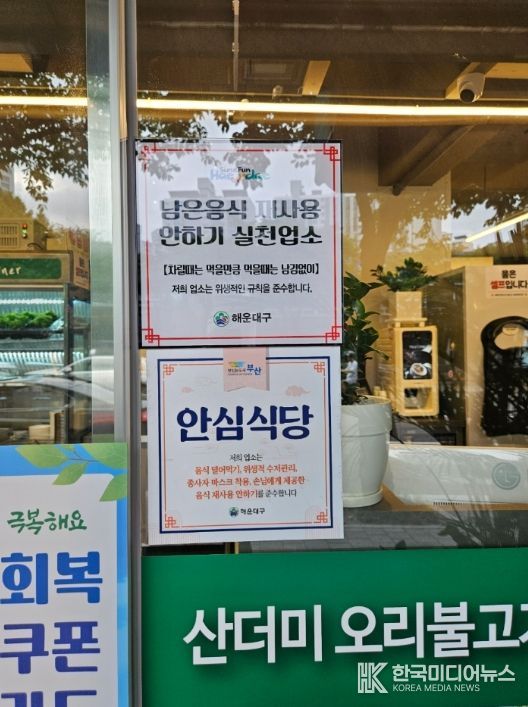 남은음식 재사용
안하기 실천업소
【차릴때는 먹을만큼 먹을때는 남김없이】
저희 업소는 위생적인 규칙을 준수합니다.
해운대구
부산
안심식당
저희 업소는
음식 덜어먹기, 위생적 수저관리,
종사자 마스크 착용, 손님에게 제공한
음식 재사용 안하기를 준수합니다
해운대구
물은
셀프입니다
LG
극복해요
회복
쿠폰
산더미 오리불고기
HK 한국미디어뉴스
KOREA MEDIA NEWS